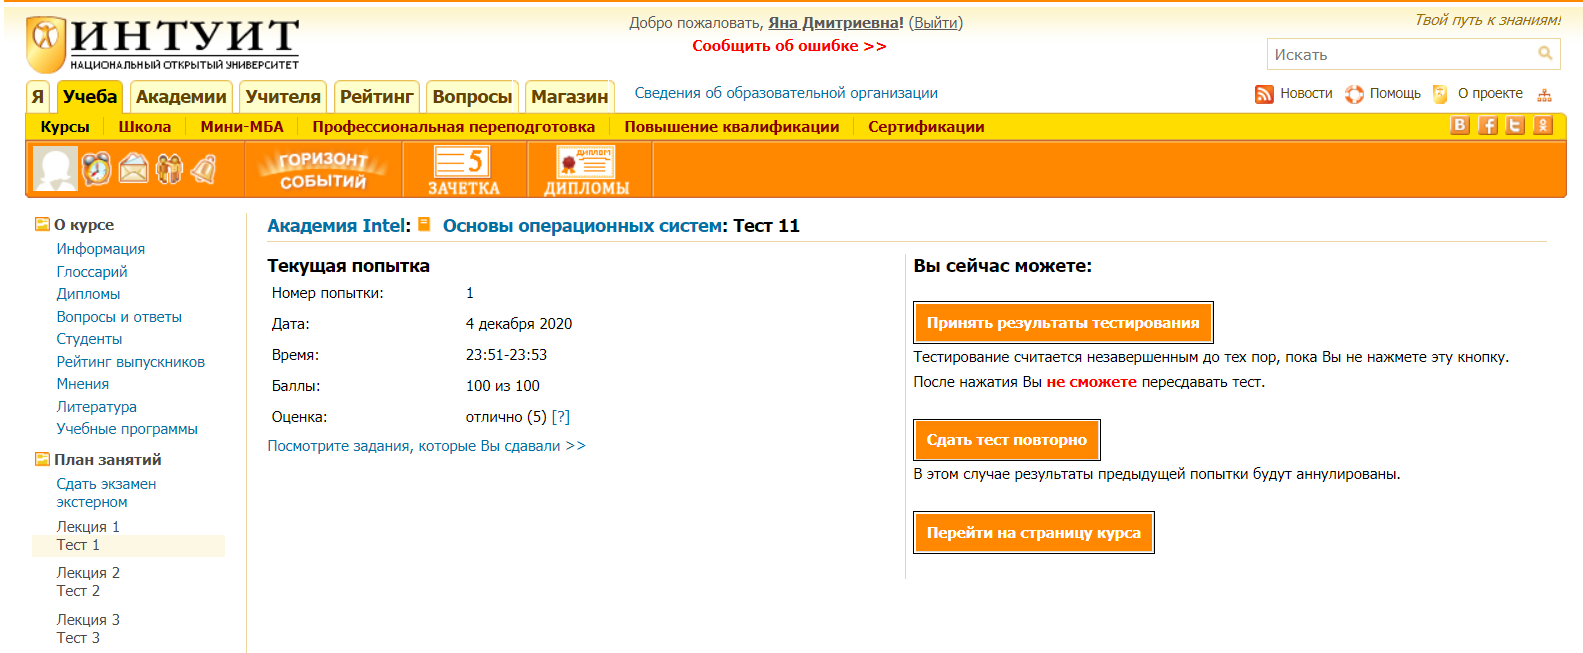 ИНТУИТ
НАЦИОНАЛЬНЫЙ ОТКРЫТЫЙ УНИВЕРСИТЕТ
Добро пожаловать, Яна Дмитриевна! (Выйти)
Сообщить об ошибке >>
Твой путь к знаниям!
Искать
Я Учеба Академии Учителя Рейтинг Вопросы Магазин Сведения об образовательной организации
Новости Помощь О проекте
Курсы Школа Мини-МБА Профессиональная переподготовка Повышение квалификации Сертификации
ГОРИЗОНТ
СОБЫТИЙ
5
ЗАЧЕТКА
ДИПЛОМ
ДИПЛОМЫ
О курсе
Информация
Глоссарий
Дипломы
Вопросы и ответы
Студенты
Рейтинг выпускников
Мнения
Литература
Учебные программы
План занятий
Сдать экзамен
экстерном
Лекция 1
Тест 1
Лекция 2
Тест 2
Лекция 3
Тест 3
Академия Intel: Основы операционных систем: Тест 11
Текущая попытка
Номер попытки: 1
Дата: 4 декабря 2020
Время: 23:51-23:53
Баллы: 100 из 100
Оценка: отлично (5) [?]
Посмотрите задания, которые Вы сдавали >>
Вы сейчас можете:
Принять результаты тестирования
Тестирование считается незавершенным до тех пор, пока Вы не нажмете эту кнопку.
После нажатия Вы не сможете пересдавать тест.
Сдать тест повторно
В этом случае результаты предыдущей попытки будут аннулированы.
Перейти на страницу курса